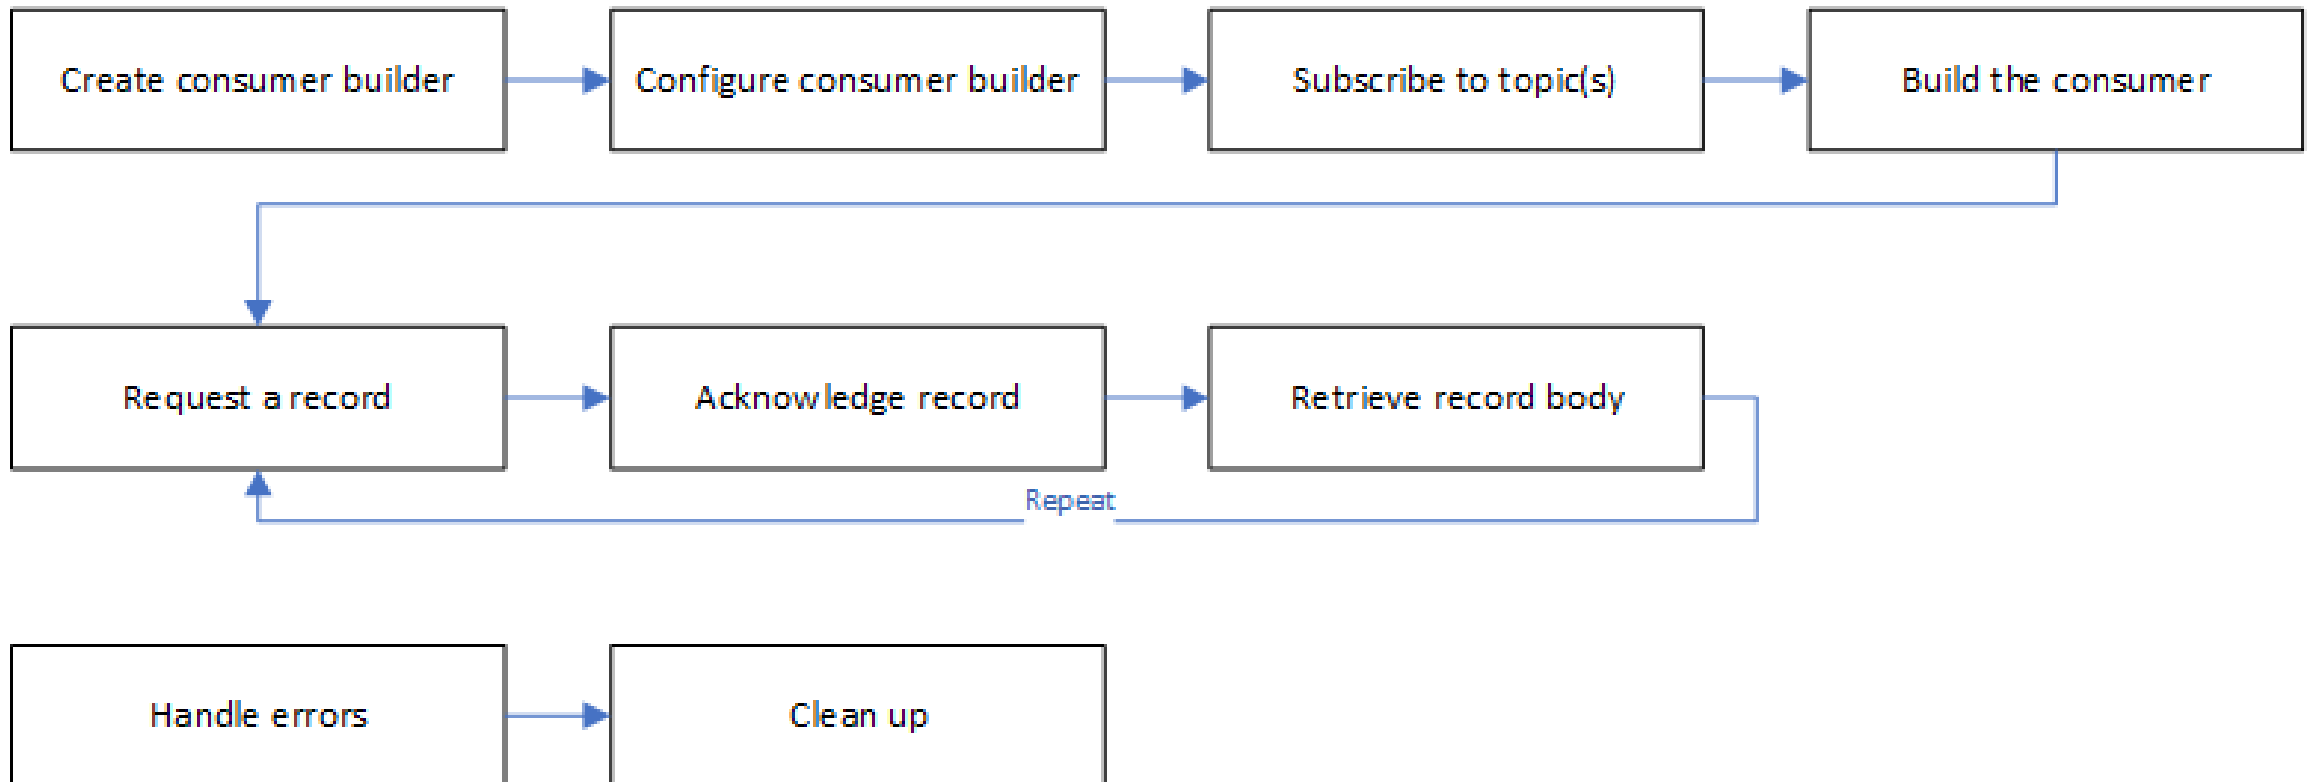 Create consumer builder
Configure consumer builder
Subscribe to topic(s)
Build the consumer
Request a record
Acknowledge record
Retrieve record body
Repeat
Handle errors
Clean up